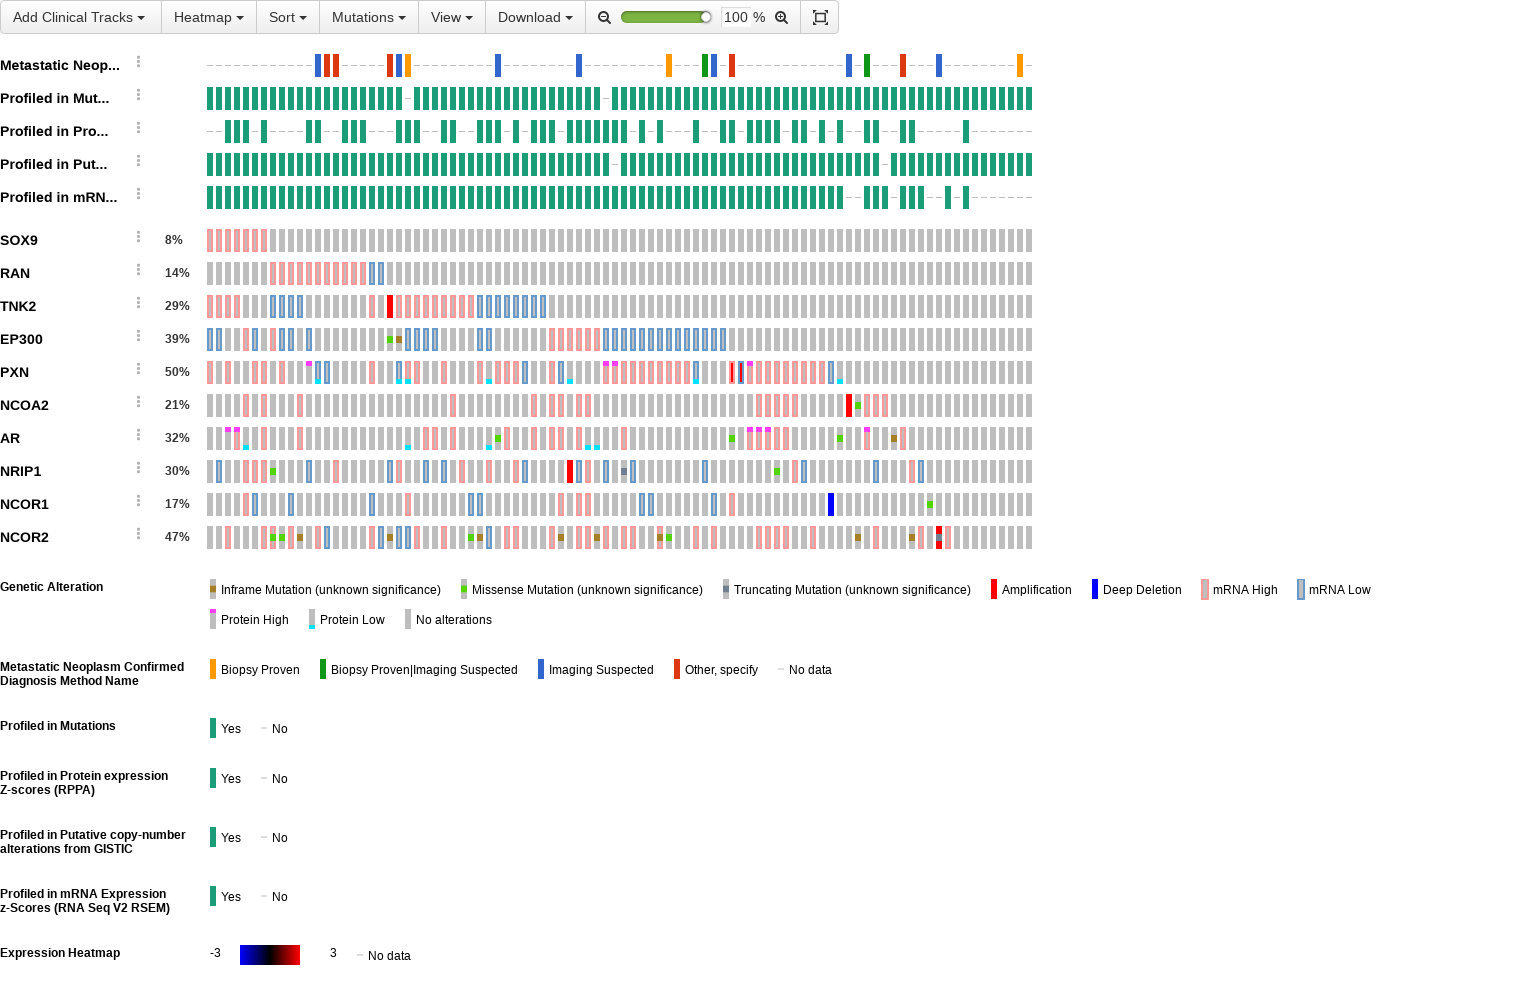 Add Clinical Tracks Heatmap Sort Mutations View Download 100 %
Metastatic Neop...
Profiled in Mut...
Profiled in Pro...
Profiled in Put...
Profiled in mRN...
SOX9 8%
RAN 14%
TNK2 29%
EP300 39%
PXN 50%
NCOA2 21%
AR 32%
NRIP1 30%
NCOR1 17%
NCOR2 47%
Genetic Alteration Inframe Mutation (unknown significance) Missense Mutation (unknown significance) Truncating Mutation (unknown significance) Amplification Deep Deletion mRNA High mRNA Low
Protein High Protein Low No alterations
Metastatic Neoplasm Confirmed
Diagnosis Method Name
Biopsy Proven Biopsy Proven|Imaging Suspected Imaging Suspected Other, specify No data
Profiled in Mutations Yes No
Profiled in Protein expression
Z-scores (RPPA)
Yes No
Profiled in Putative copy-number
alterations from GISTIC
Yes No
Profiled in mRNA Expression
z-Scores (RNA Seq V2 RSEM)
Yes No
Expression Heatmap -3 3 No data